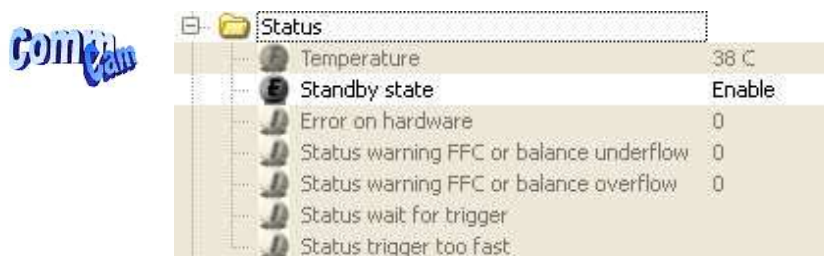 CommCam
Status
Temperature 38 C
Standby state Enable
Error on hardware 0
Status warning FFC or balance underflow 0
Status warning FFC or balance overflow 0
Status wait for trigger
Status trigger too fast